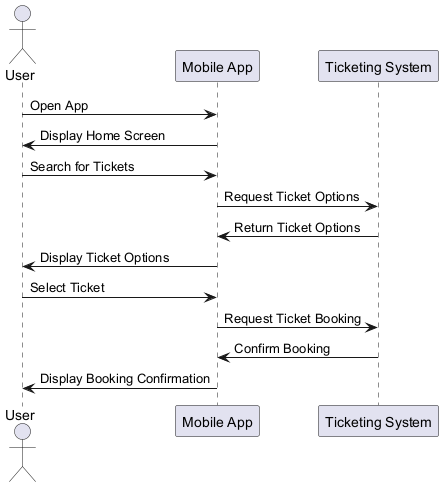 User
Mobile App
Ticketing System
Open App
Display Home Screen
Search for Tickets
Request Ticket Options
Return Ticket Options
Display Ticket Options
Select Ticket
Request Ticket Booking
Confirm Booking
Display Booking Confirmation
User
Mobile App
Ticketing System